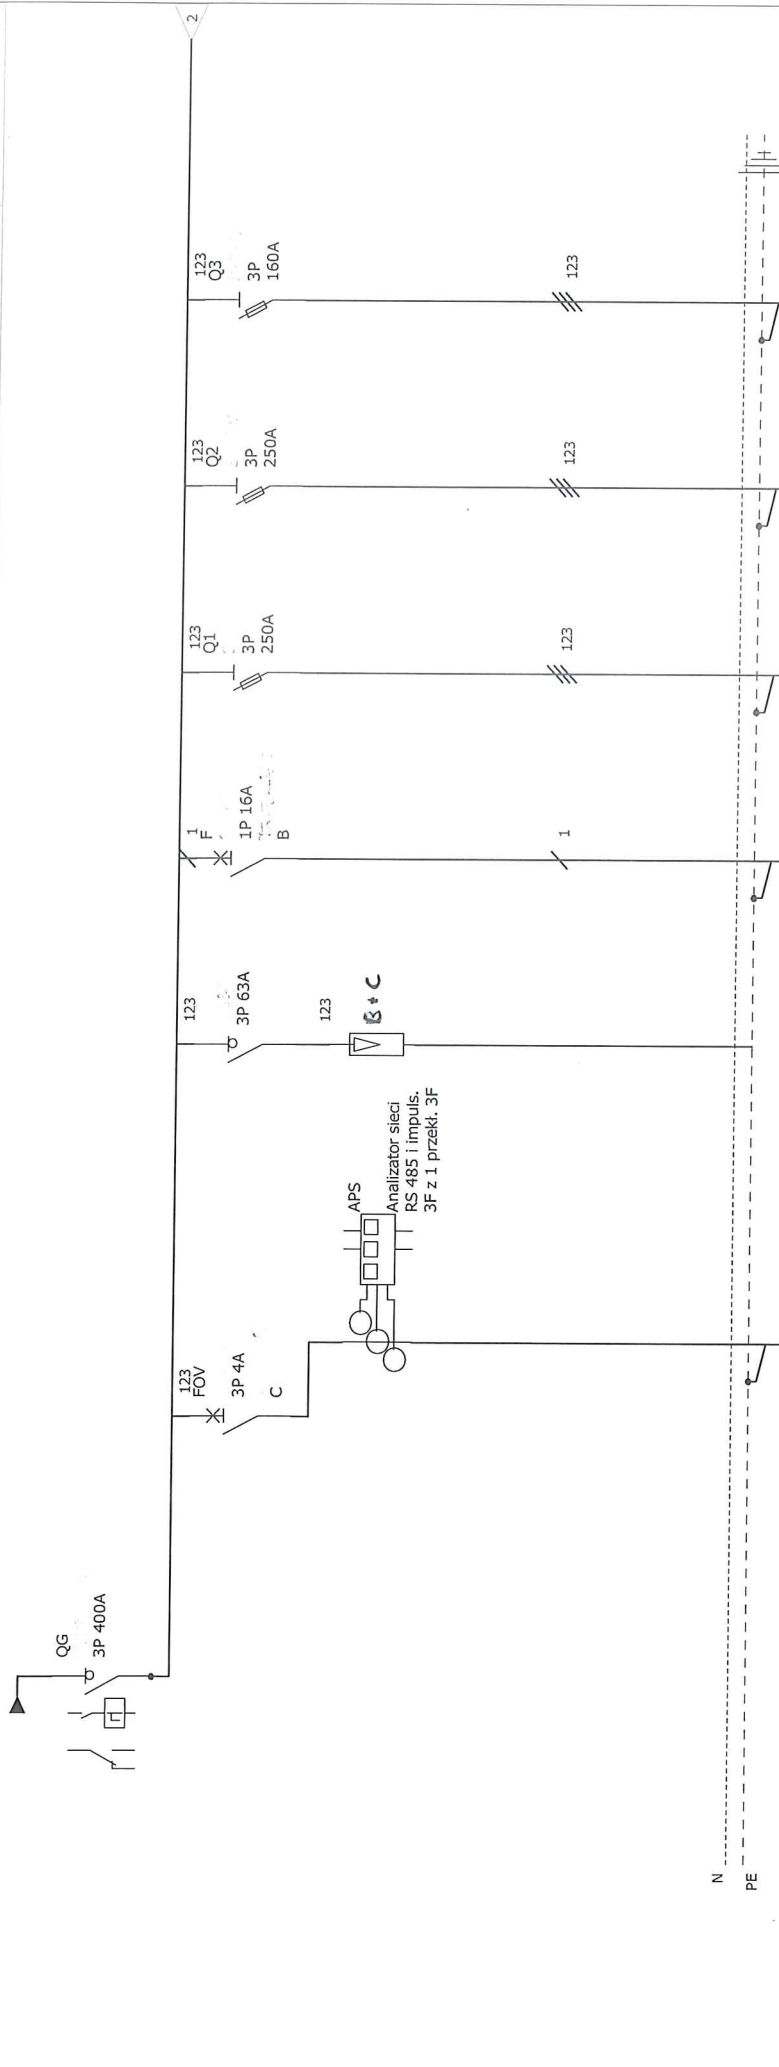 2
QG
3P 400A
123
FOV
3P 4A
C
APS
Analizator sieci
RS 485 i impuls.
3F z 1 przekł. 3F
123
3P 63A
123
B+C
1
F
1P 16A
B
1
123
Q1
3P
250A
123
123
Q2
3P
250A
123
123
Q3
3P
160A
123
N
PE